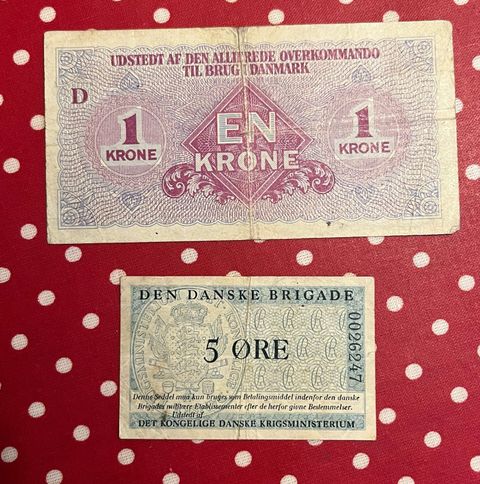 UDSTEDT AF DEN ALLIEREDE OVERKOMMANDO
TIL BRUG I DANMARK
D
1
KRONE
EN
KRONE
1
KRONE
DEN DANSKE BRIGADE
5 ØRE
0026247
Denne Seddel maa kun bruges som Betalingsmiddel indenfor den danske
Brigades militære Etablissementer efter de herfor givne Bestemmelser.
Udstedt af
DET KONGELIGE DANSKE KRIGSMINISTERIUM